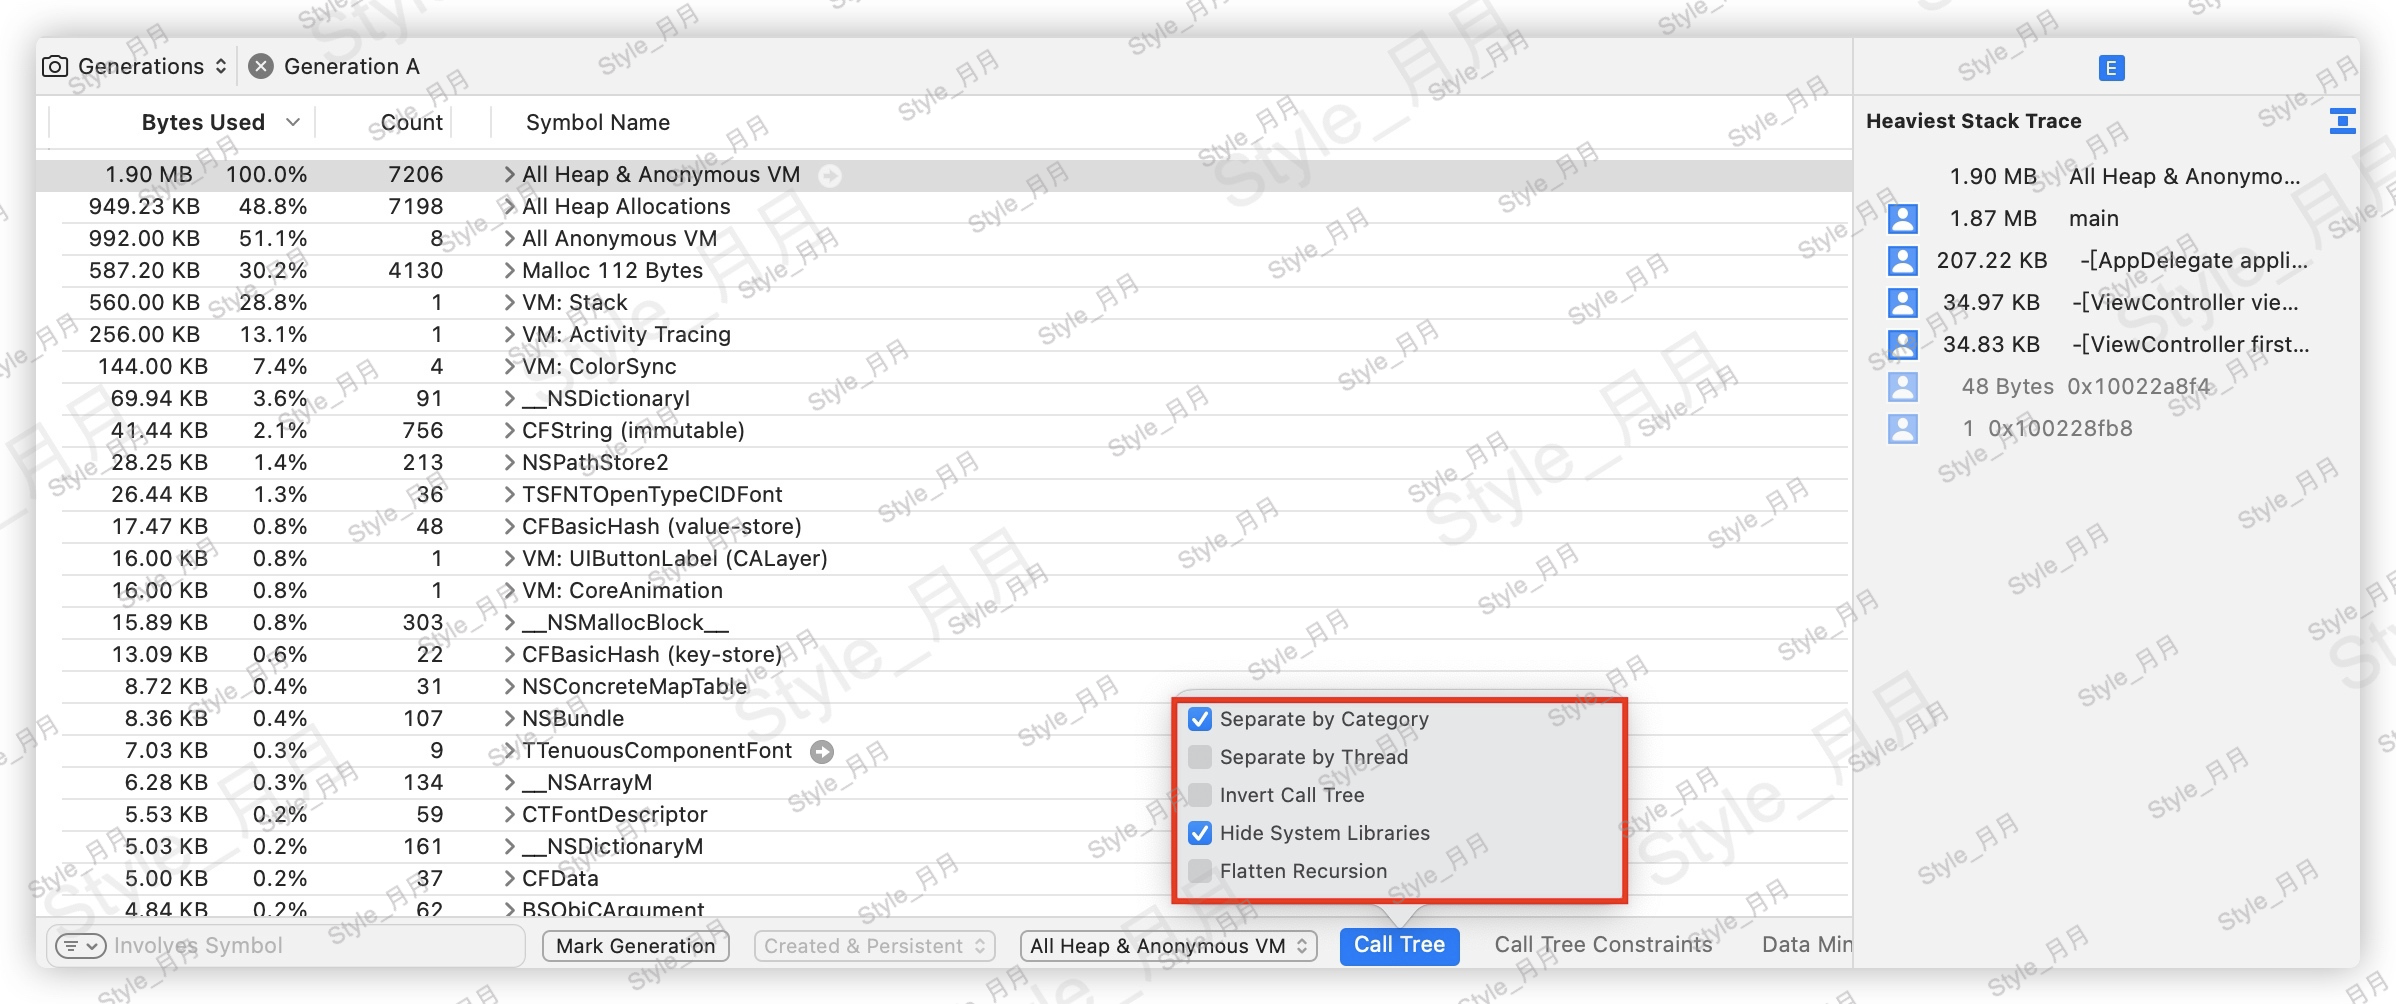 Generations
Generation A
E
Bytes Used Count Symbol Name
1.90 MB 100.0% 7206 All Heap & Anonymous VM
949.23 KB 48.8% 7198 All Heap Allocations
992.00 KB 51.1% 8 All Anonymous VM
587.20 KB 30.2% 4130 Malloc 112 Bytes
560.00 KB 28.8% 1 VM: Stack
256.00 KB 13.1% 1 VM: Activity Tracing
144.00 KB 7.4% 4 VM: ColorSync
69.94 KB 3.6% 91 __NSDictionaryI
41.44 KB 2.1% 756 CFString (immutable)
28.25 KB 1.4% 213 NSPathStore2
26.44 KB 1.3% 36 TSFNTOpenTypeCIDFont
17.47 KB 0.8% 48 CFBasicHash (value-store)
16.00 KB 0.8% 1 VM: UIButtonLabel (CALayer)
16.00 KB 0.8% 1 VM: CoreAnimation
15.89 KB 0.8% 303 __NSMallocBlock__
13.09 KB 0.6% 22 CFBasicHash (key-store)
8.72 KB 0.4% 31 NSConcreteMapTable
8.36 KB 0.4% 107 NSBundle
7.03 KB 0.3% 9 TTenuousComponentFont
6.28 KB 0.3% 134 __NSArrayM
5.53 KB 0.2% 59 CTFontDescriptor
5.03 KB 0.2% 161 __NSDictionaryM
5.00 KB 0.2% 37 CFData
4.84 KB 0.2% 62 BSObjCArgument
Heaviest Stack Trace
1.90 MB All Heap & Anonymo...
1.87 MB main
207.22 KB -[AppDelegate appli...
34.97 KB -[ViewController vie...
34.83 KB -[ViewController first...
48 Bytes 0x10022a8f4
1 0x100228fb8
Separate by Category
Separate by Thread
Invert Call Tree
Hide System Libraries
Flatten Recursion
Involves Symbol
Mark Generation
Created & Persistent
All Heap & Anonymous VM
Call Tree
Call Tree Constraints
Data Min
Style_月月